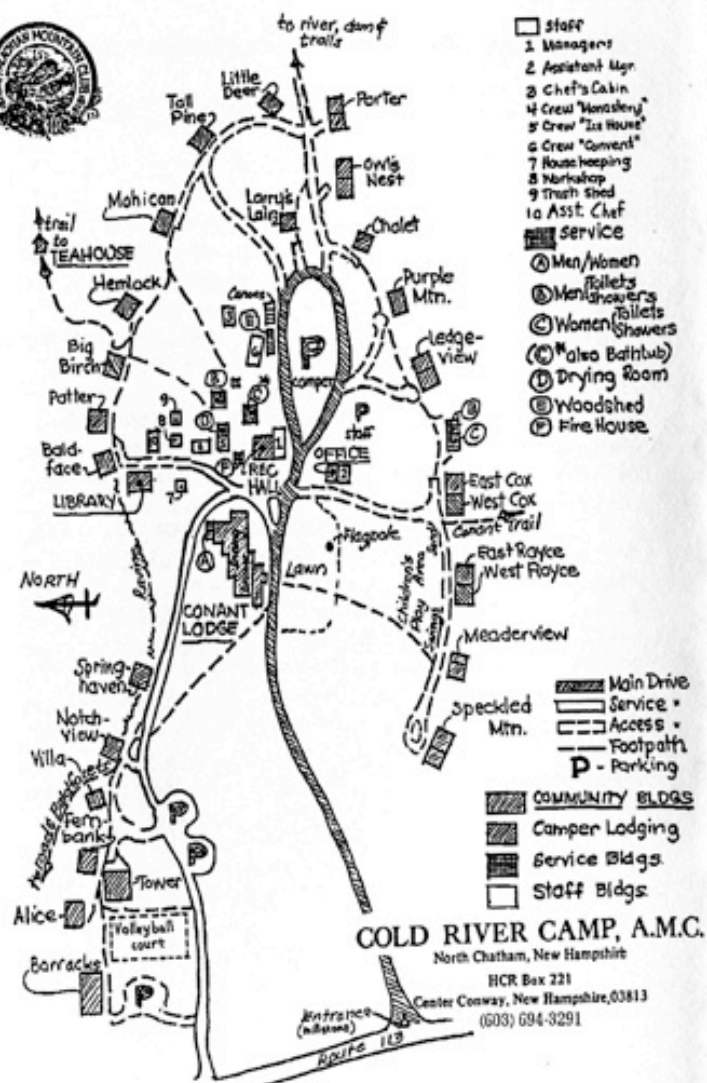 to river, dam &
trails
MOUNTAIN CLUB
Little
Deer
Porter
Tall
Pine
Owl's
Nest
Mohican
Larry's
Lair
Chalet
trail
to
TEAHOUSE
Hemlock
Purple
Mtn.
Canoes
Big
Birch
Ledge-
view
P
camper
Potter
P
staff
Bald-
face
OFFICE
REC
HALL
LIBRARY
East Cox
West Cox
Conant Trail
Flagpole
Lawn
East Royce
West Royce
Children's
Play Area
Swings
NORTH
Ravine
CONANT
LODGE
Meaderview
Spring-
haven
Speckled
Mtn.
Notch-
view
Villa
Fern-
bank
P
P
Tower
Alice
Volleyball
court
Barracks
P
Entrance
(millstone)
Route 113
Staff
1 Managers
2 Assistant Mgr.
3 Chef's Cabin
4 Crew "Monastery"
5 Crew "Ice House"
6 Crew "Convent"
7 Housekeeping
8 Workshop
9 Trash Shed
10 Asst. Chef
Service
A Men/Women
B Men Toilets Showers
C Women Toilets Showers
(C* also Bathtub)
D Drying Room
E Woodshed
F Fire House
Main Drive
Service "
Access "
Footpath
P - Parking
COMMUNITY BLDGS
Camper Lodging
Service Bldgs.
Staff Bldgs.
COLD RIVER CAMP, A.M.C.
North Chatham, New Hampshire
HCR Box 221
Center Conway, New Hampshire, 03813
(603) 694-3291